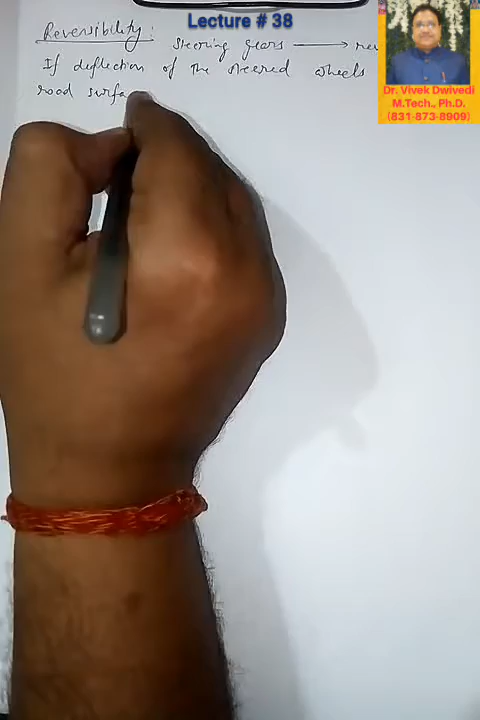 Lecture # 38
Reversibility: Steering gears → rev
If deflection of the steered wheels
road surfa
Dr. Vivek Dwivedi
M.Tech., Ph.D.
(831-873-8909)